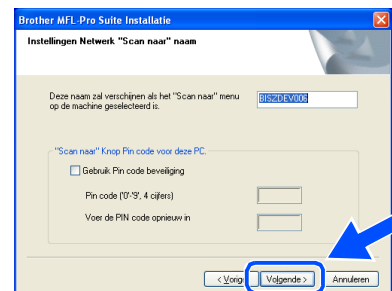 Brother MFL-Pro Suite Installatie
Instellingen Netwerk "Scan naar" naam
Deze naam zal verschijnen als het "Scan naar" menu
op de machine geselecteerd is.
BISZDEV006
"Scan naar" Knop Pin code voor deze PC.
Gebruik Pin code beveiliging
Pin code ('0'-'9', 4 cijfers)
Voer de PIN code opnieuw in
< Vorige
Volgende >
Annuleren